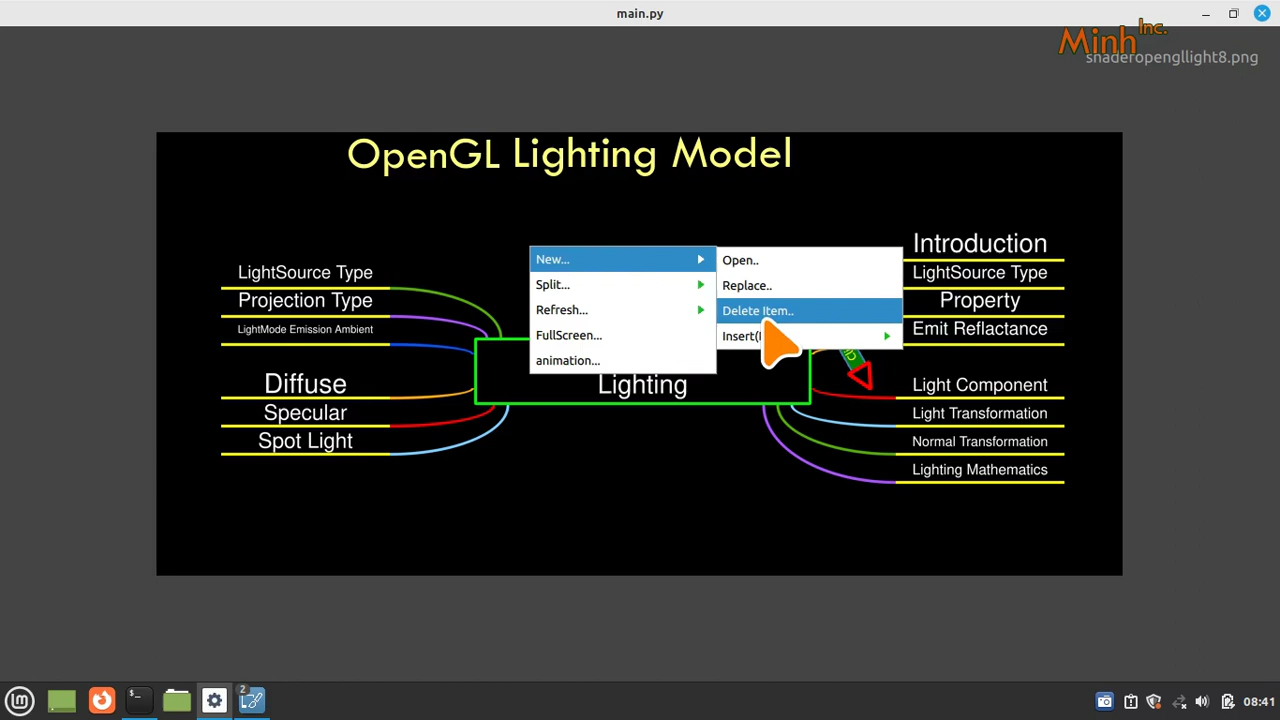 main.py
Minh Inc.
shaderopengllight8.png
OpenGL Lighting Model
LightSource Type
Projection Type
LightMode Emission Ambient
Diffuse
Specular
Spot Light
New...
Split...
Refresh...
FullScreen...
animation...
Open..
Replace..
Delete Item..
Lighting
Introduction
LightSource Type
Property
Emit Reflactance
Light Component
Light Transformation
Normal Transformation
Lighting Mathematics
2
08:41